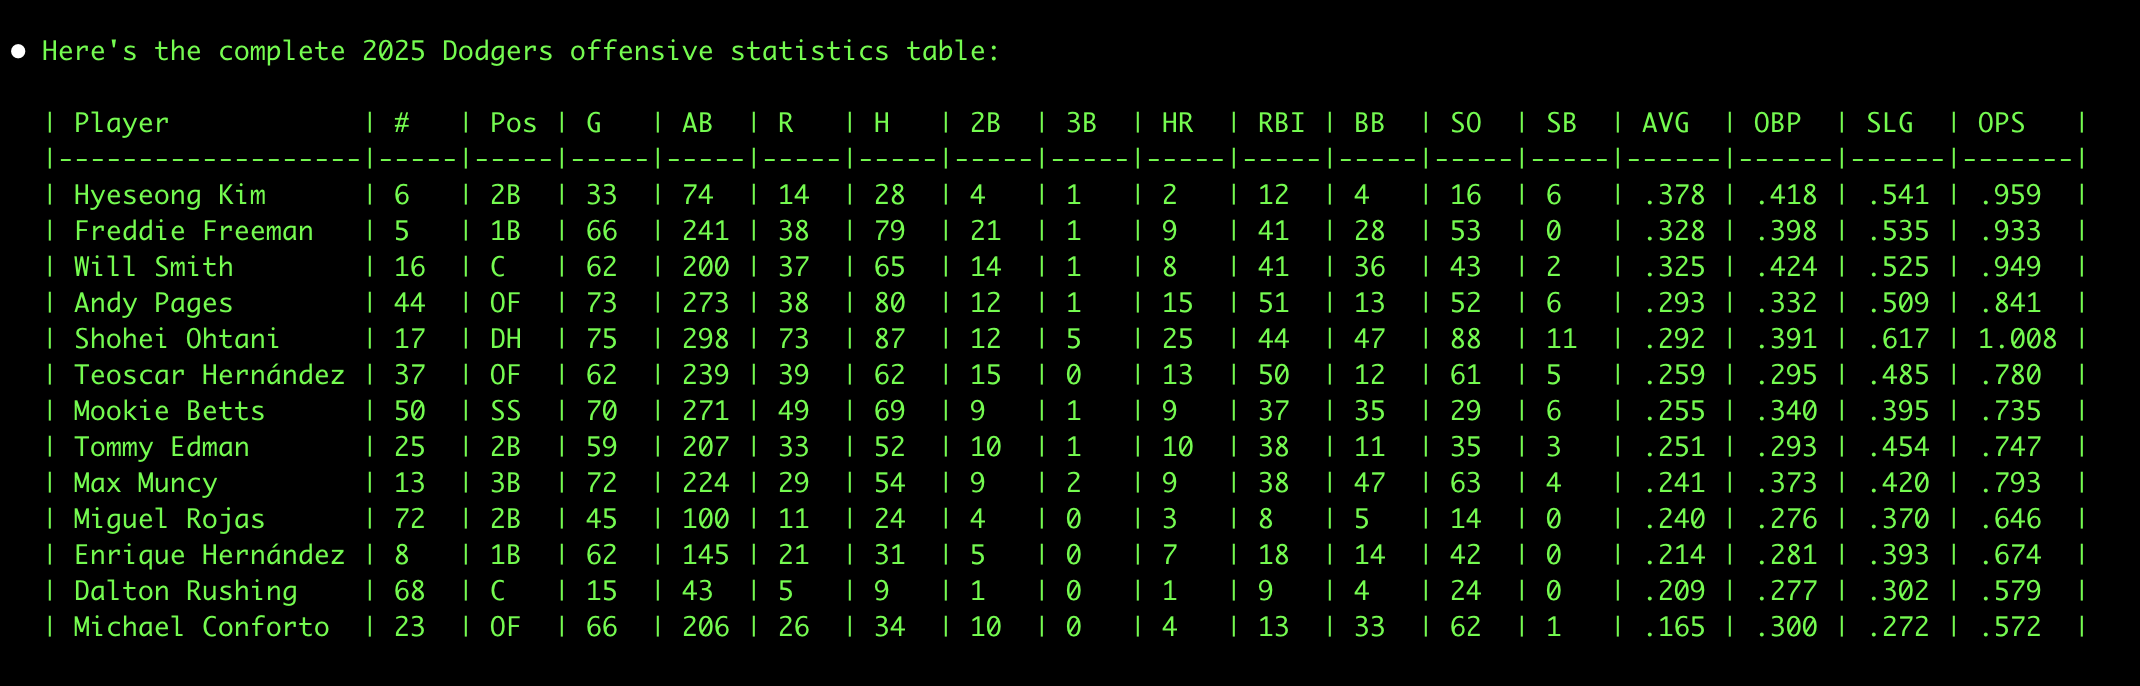 ● Here's the complete 2025 Dodgers offensive statistics table:
| Player            | #   | Pos | G   | AB  | R   | H   | 2B  | 3B  | HR  | RBI | BB  | SO  | SB  | AVG  | OBP  | SLG  | OPS   |
|-------------------|-----|-----|-----|-----|-----|-----|-----|-----|-----|-----|-----|-----|-----|------|------|------|-------|
| Hyeseong Kim      | 6   | 2B  | 33  | 74  | 14  | 28  | 4   | 1   | 2   | 12  | 4   | 16  | 6   | .378 | .418 | .541 | .959  |
| Freddie Freeman   | 5   | 1B  | 66  | 241 | 38  | 79  | 21  | 1   | 9   | 41  | 28  | 53  | 0   | .328 | .398 | .535 | .933  |
| Will Smith        | 16  | C   | 62  | 200 | 37  | 65  | 14  | 1   | 8   | 41  | 36  | 43  | 2   | .325 | .424 | .525 | .949  |
| Andy Pages        | 44  | OF  | 73  | 273 | 38  | 80  | 12  | 1   | 15  | 51  | 13  | 52  | 6   | .293 | .332 | .509 | .841  |
| Shohei Ohtani     | 17  | DH  | 75  | 298 | 73  | 87  | 12  | 5   | 25  | 44  | 47  | 88  | 11  | .292 | .391 | .617 | 1.008 |
| Teoscar Hernández | 37  | OF  | 62  | 239 | 39  | 62  | 15  | 0   | 13  | 50  | 12  | 61  | 5   | .259 | .295 | .485 | .780  |
| Mookie Betts      | 50  | SS  | 70  | 271 | 49  | 69  | 9   | 1   | 9   | 37  | 35  | 29  | 6   | .255 | .340 | .395 | .735  |
| Tommy Edman       | 25  | 2B  | 59  | 207 | 33  | 52  | 10  | 1   | 10  | 38  | 11  | 35  | 3   | .251 | .293 | .454 | .747  |
| Max Muncy         | 13  | 3B  | 72  | 224 | 29  | 54  | 9   | 2   | 9   | 38  | 47  | 63  | 4   | .241 | .373 | .420 | .793  |
| Miguel Rojas      | 72  | 2B  | 45  | 100 | 11  | 24  | 4   | 0   | 3   | 8   | 5   | 14  | 0   | .240 | .276 | .370 | .646  |
| Enrique Hernández | 8   | 1B  | 62  | 145 | 21  | 31  | 5   | 0   | 7   | 18  | 14  | 42  | 0   | .214 | .281 | .393 | .674  |
| Dalton Rushing    | 68  | C   | 15  | 43  | 5   | 9   | 1   | 0   | 1   | 9   | 4   | 24  | 0   | .209 | .277 | .302 | .579  |
| Michael Conforto  | 23  | OF  | 66  | 206 | 26  | 34  | 10  | 0   | 4   | 13  | 33  | 62  | 1   | .165 | .300 | .272 | .572  |